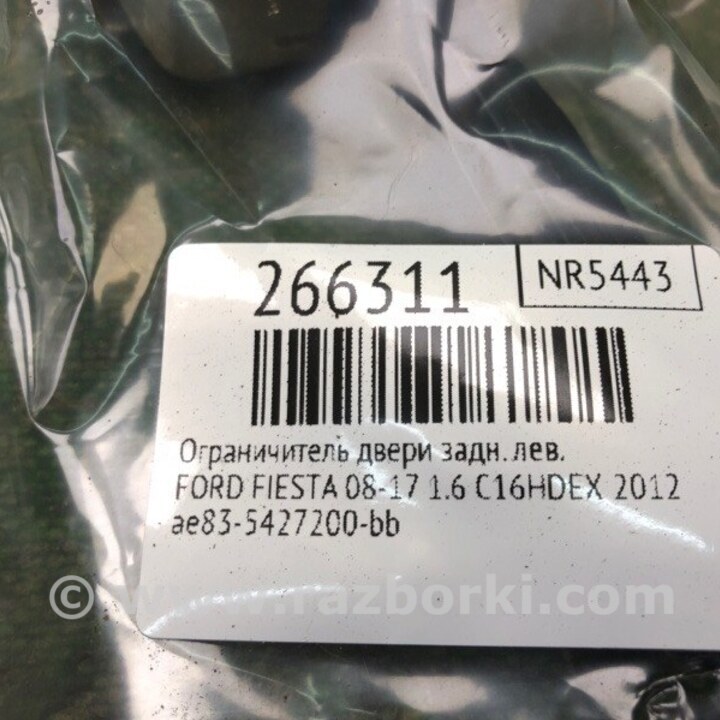 266311
NR5443
Ограничитель двери задн. лев.
FORD FIESTA 08-17 1.6 C16HDEX 2012
ae83-5427200-bb
© www.razborki.com